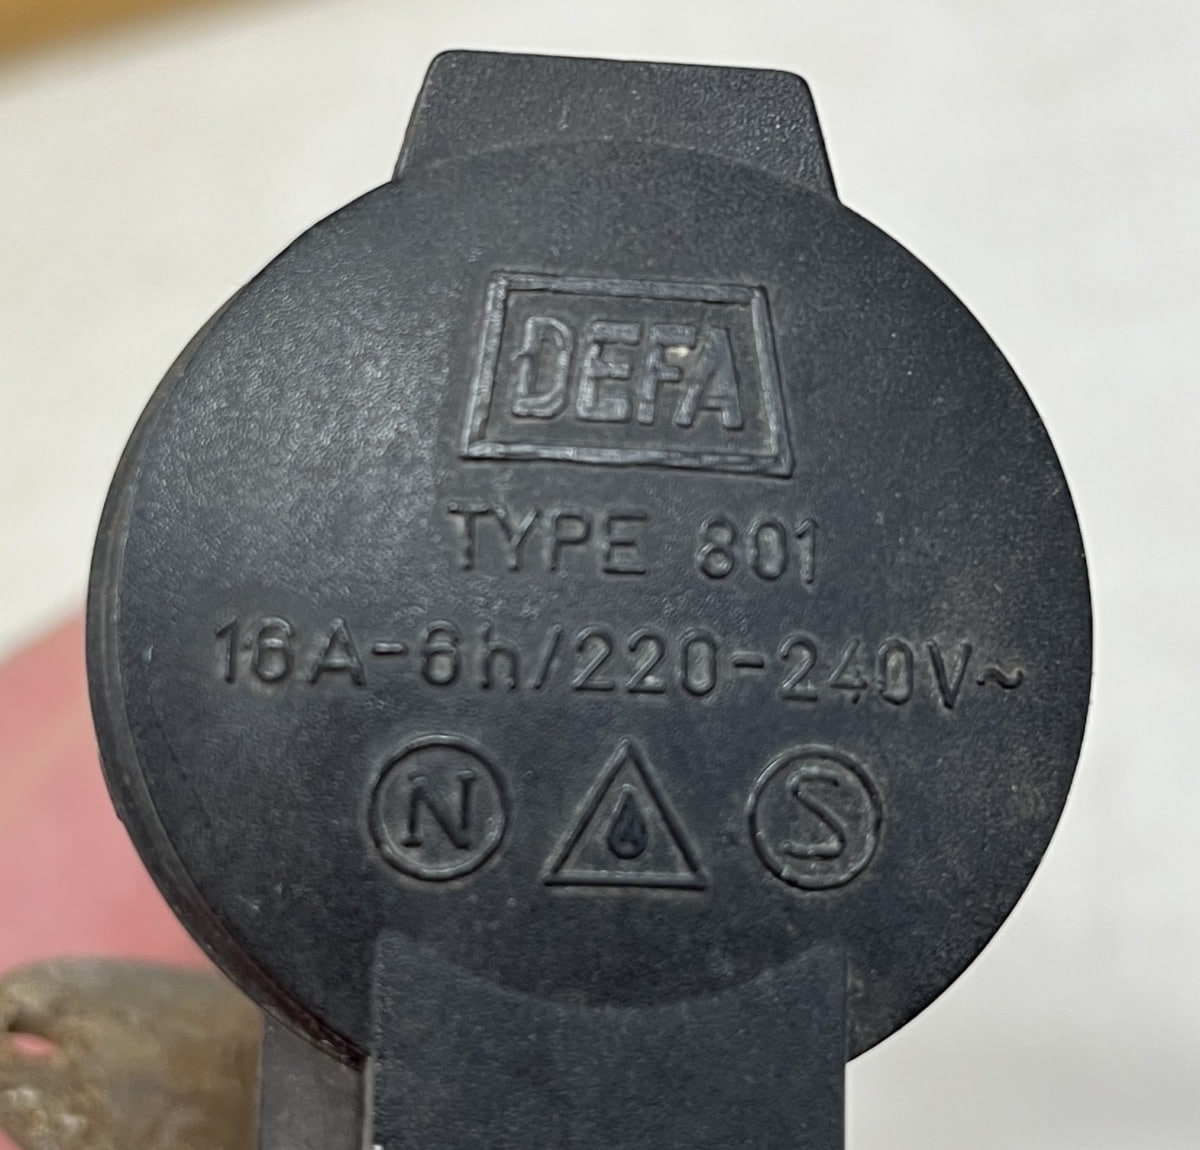 DEFA
TYPE 801
16A-6h/220-240V~
N S